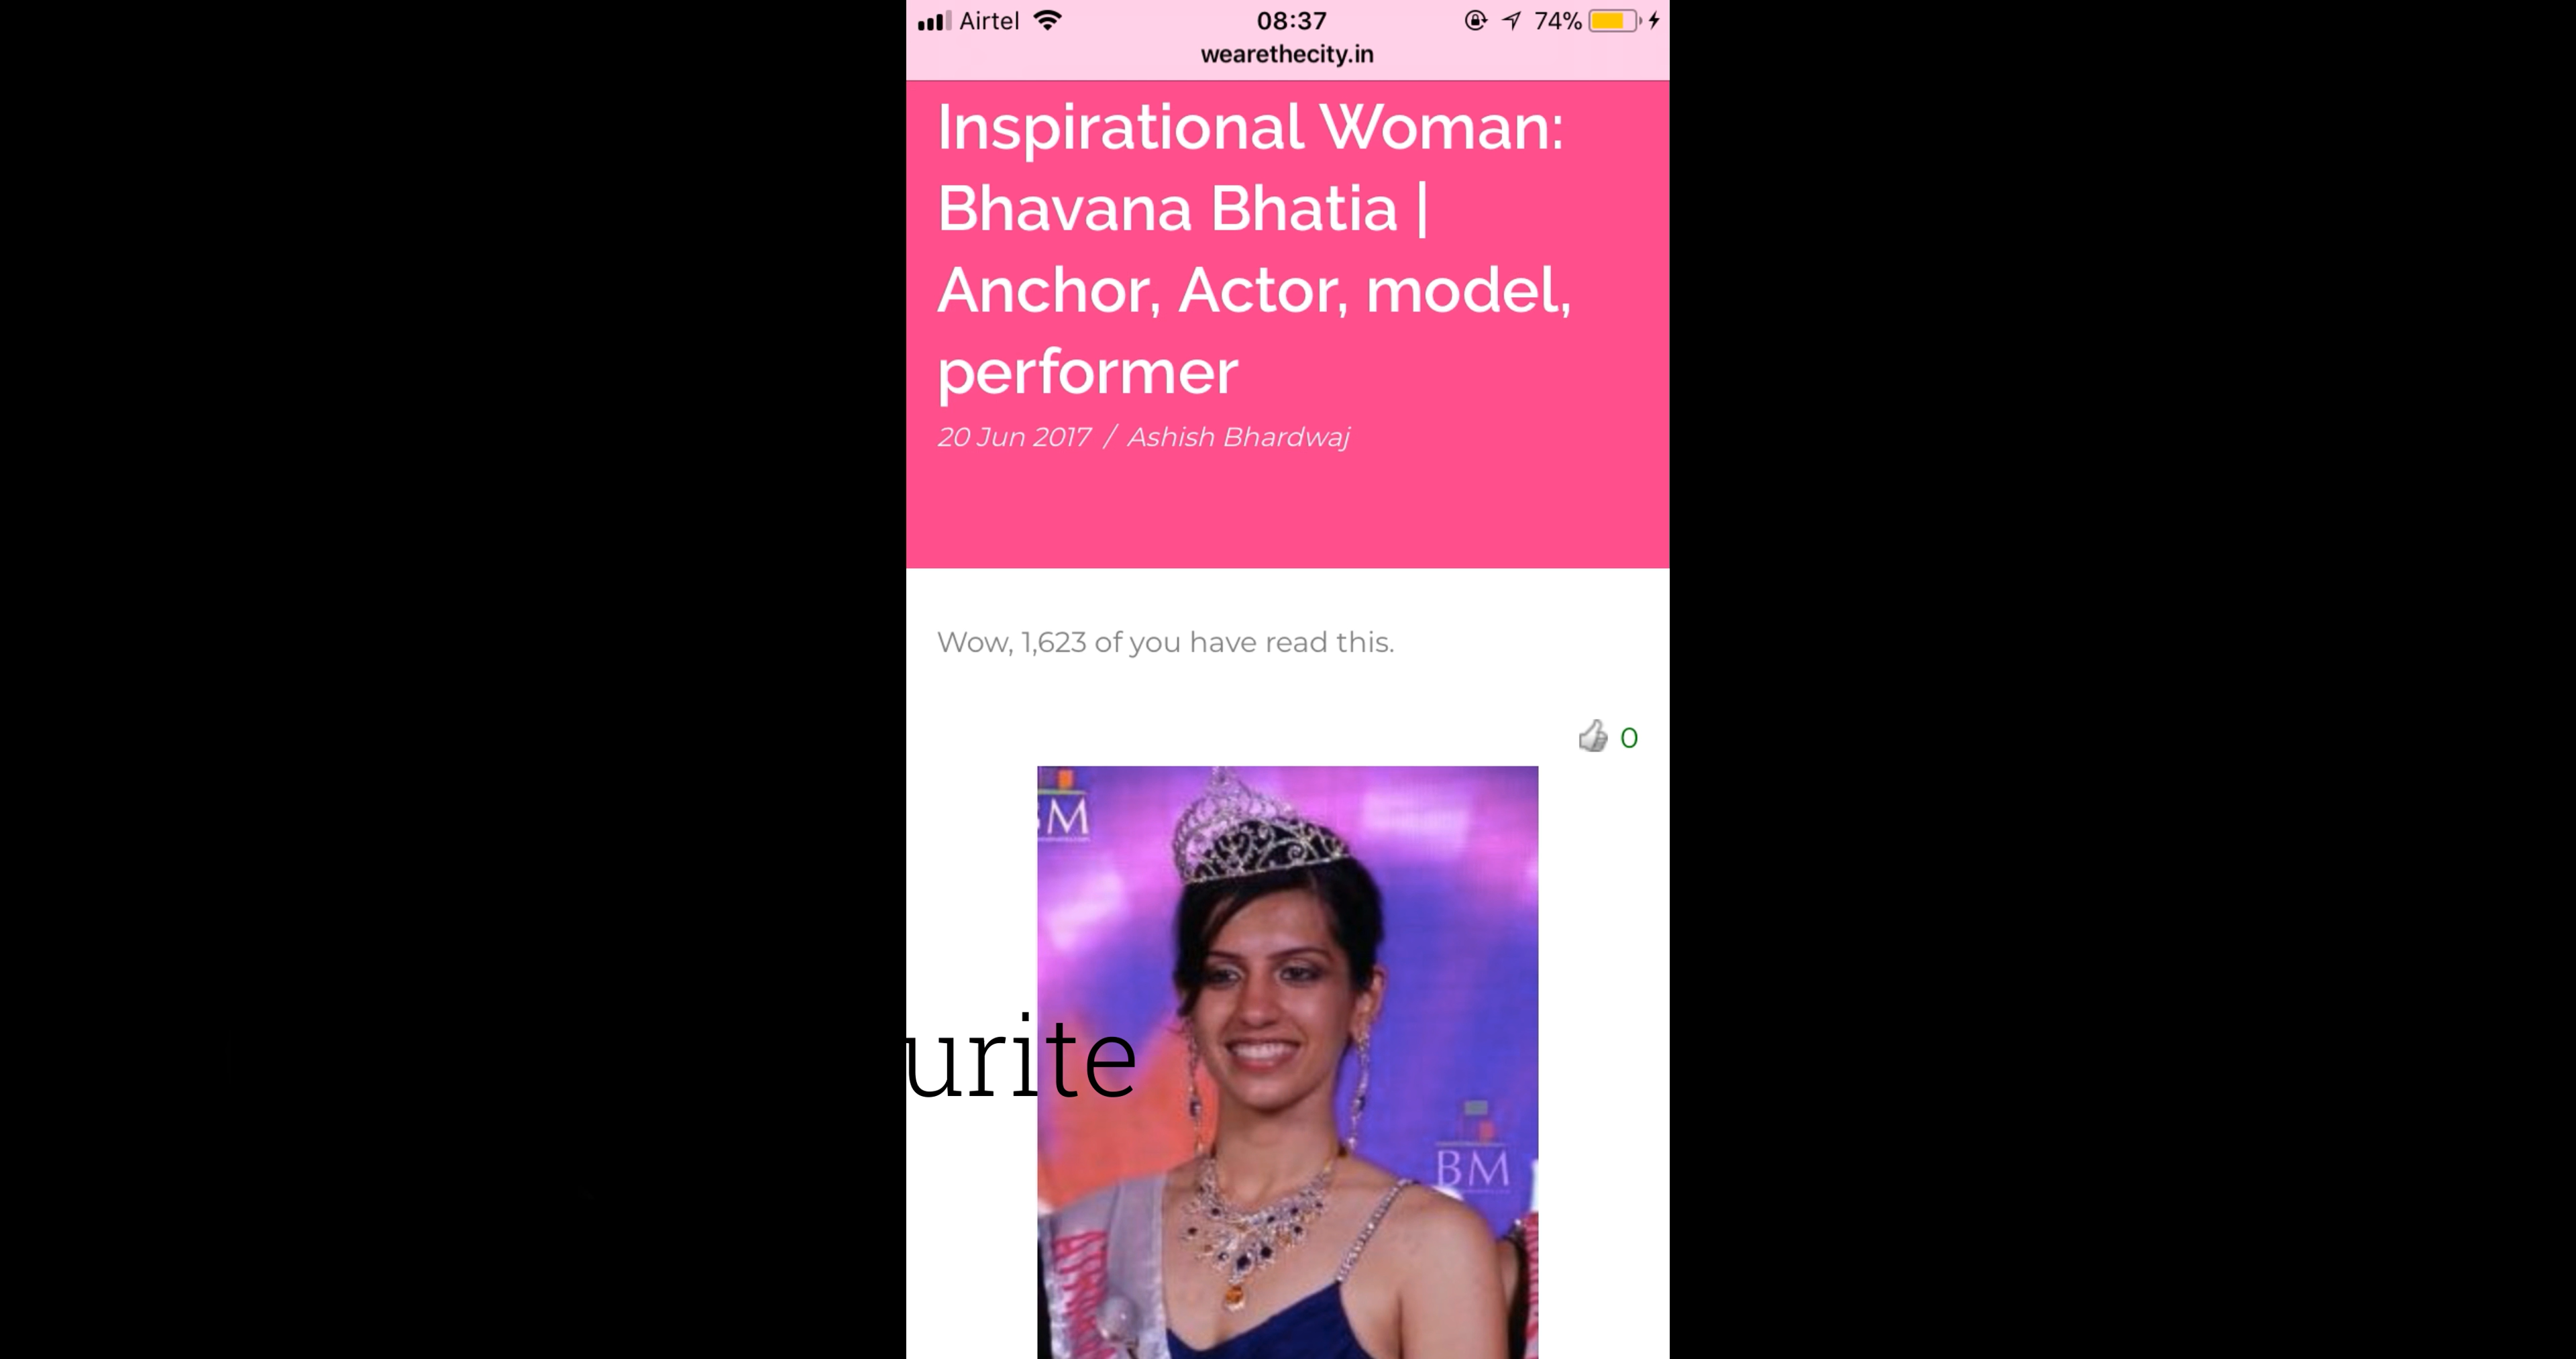 Airtel 08:37 74%
wearethecity.in
Inspirational Woman:
Bhavana Bhatia |
Anchor, Actor, model,
performer
20 Jun 2017 / Ashish Bhardwaj
Wow, 1,623 of you have read this.
0
M
urite
BM